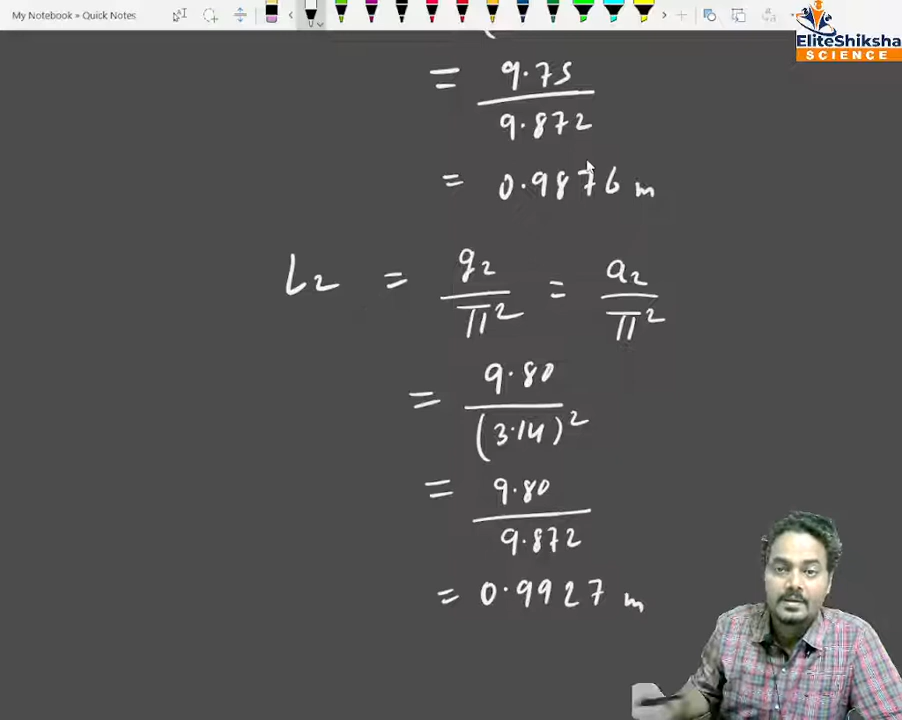 My Notebook » Quick Notes
EliteShiksha
SCIENCE
= 9.75 / 9.872
= 0.9876 m
L2 = g2 / π² = a2 / π²
= 9.80 / (3.14)²
= 9.80 / 9.872
= 0.9927 m